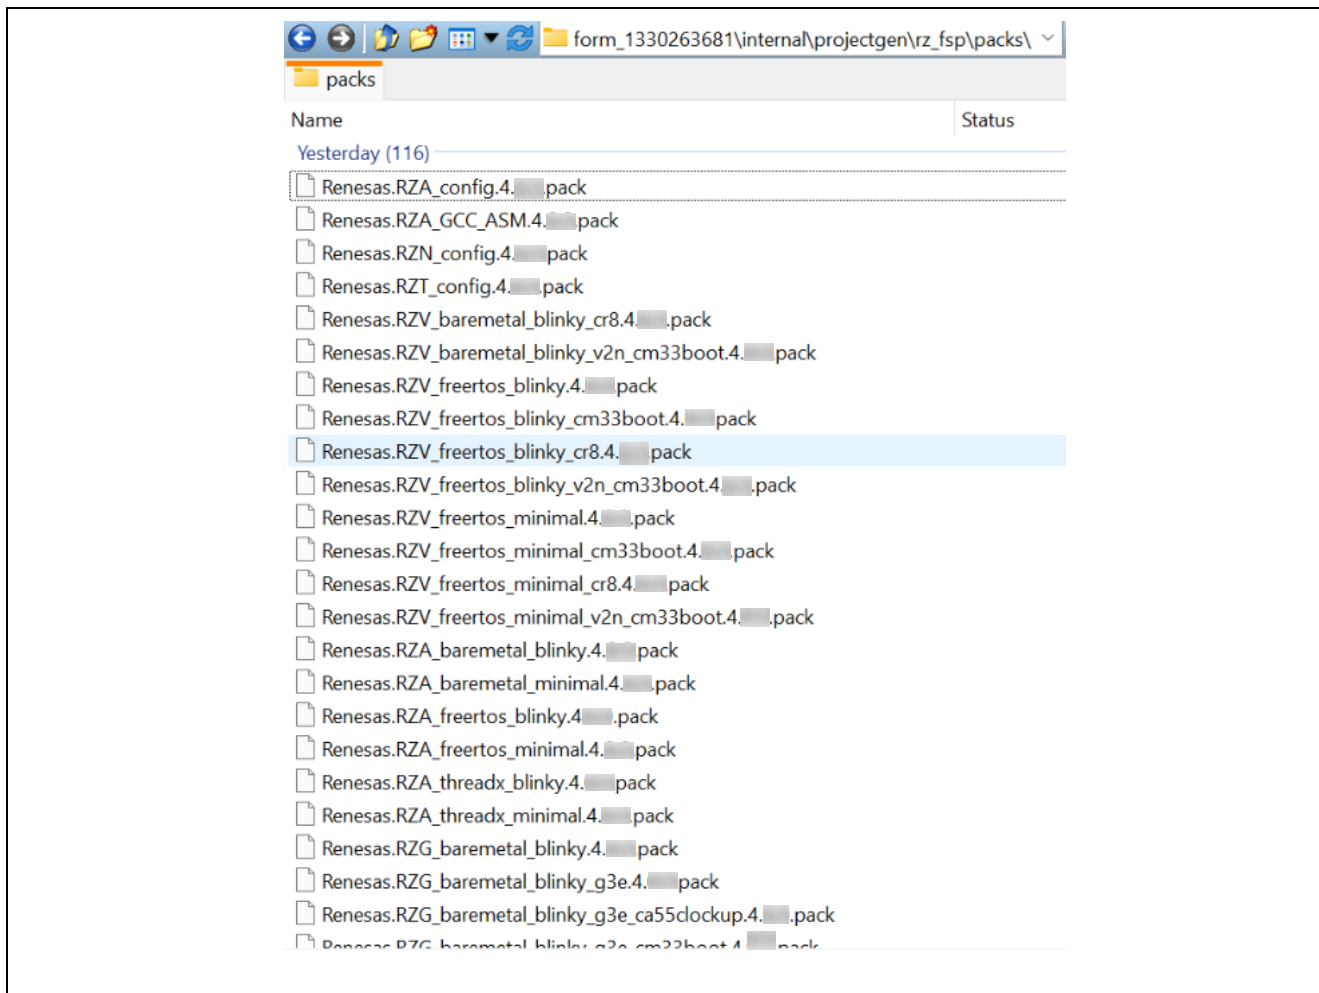 form_1330263681\internal\projectgen\rz_fsp\packs\
packs
Name Status
Yesterday (116)
Renesas.RZA_config.4. pack
Renesas.RZA_GCC_ASM.4. .pack
Renesas.RZN_config.4. pack
Renesas.RZT_config.4. .pack
Renesas.RZV_baremetal_blinky_cr8.4. .pack
Renesas.RZV_baremetal_blinky_v2n_cm33boot.4. pack
Renesas.RZV_freertos_blinky.4. .pack
Renesas.RZV_freertos_blinky_cm33boot.4. pack
Renesas.RZV_freertos_blinky_cr8.4. .pack
Renesas.RZV_freertos_blinky_v2n_cm33boot.4. .pack
Renesas.RZV_freertos_minimal.4. .pack
Renesas.RZV_freertos_minimal_cm33boot.4. .pack
Renesas.RZV_freertos_minimal_cr8.4. pack
Renesas.RZV_freertos_minimal_v2n_cm33boot.4. .pack
Renesas.RZA_baremetal_blinky.4. pack
Renesas.RZA_baremetal_minimal.4. .pack
Renesas.RZA_freertos_blinky.4 .pack
Renesas.RZA_freertos_minimal.4. pack
Renesas.RZA_threadx_blinky.4. pack
Renesas.RZA_threadx_minimal.4. .pack
Renesas.RZG_baremetal_blinky.4. pack
Renesas.RZG_baremetal_blinky_g3e.4. pack
Renesas.RZG_baremetal_blinky_g3e_ca55clockup.4. .pack
Renesas.RZG_baremetal_blinky_g3e_cm33boot.4. pack